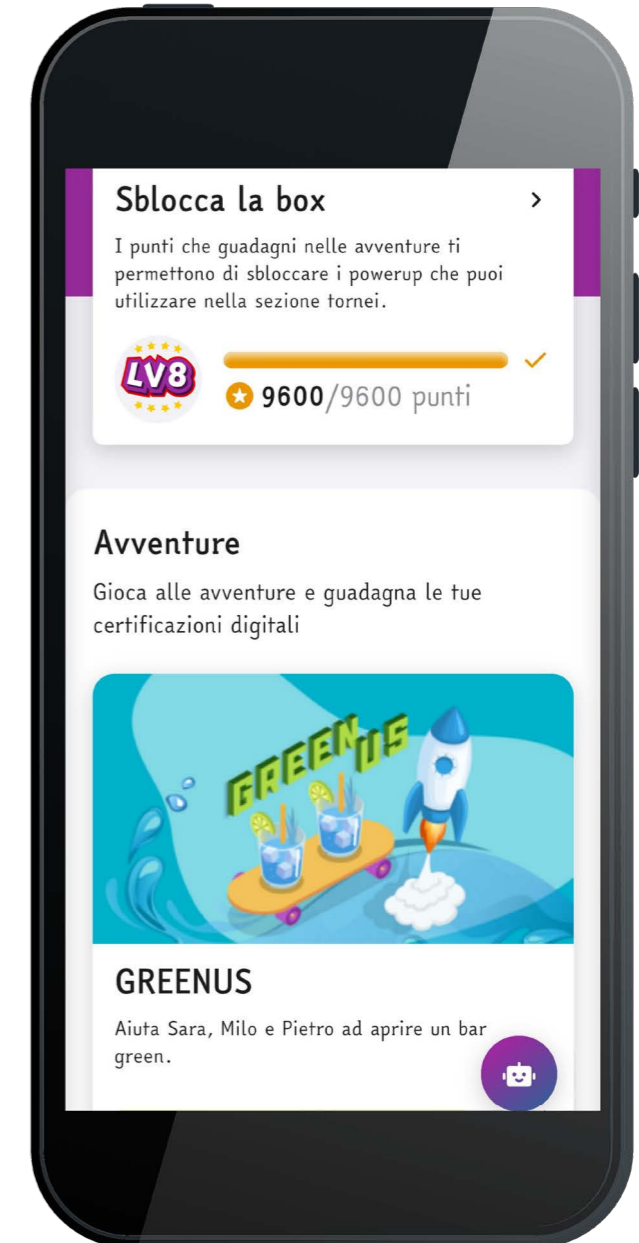 Sblocca la box
I punti che guadagni nelle avventure ti
permettono di sbloccare i powerup che puoi
utilizzare nella sezione tornei.
LV8
9600/9600 punti
Avventure
Gioca alle avventure e guadagna le tue
certificazioni digitali
GREENUS
GREENUS
Aiuta Sara, Milo e Pietro ad aprire un bar
green.